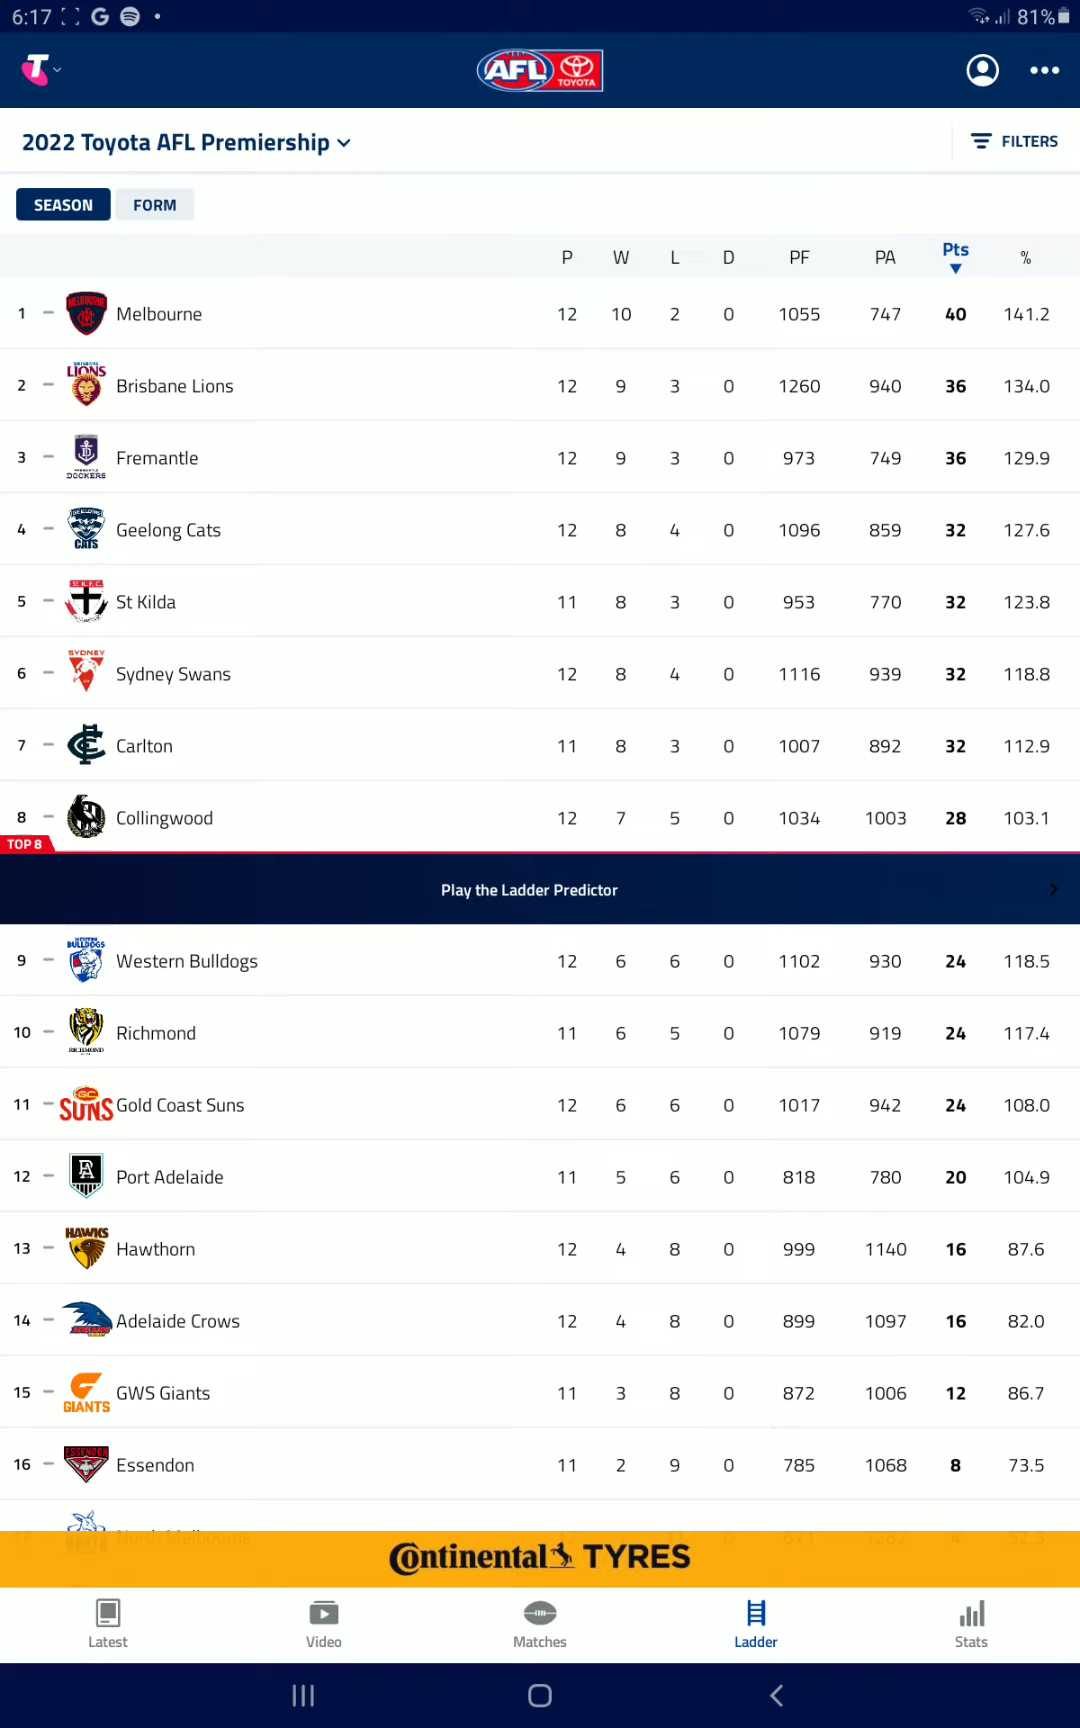 6:17 G 81%
T AFL TOYOTA
2022 Toyota AFL Premiership FILTERS
SEASON FORM
P W L D PF PA Pts %
1 Melbourne 12 10 2 0 1055 747 40 141.2
2 Brisbane Lions 12 9 3 0 1260 940 36 134.0
3 Fremantle 12 9 3 0 973 749 36 129.9
4 Geelong Cats 12 8 4 0 1096 859 32 127.6
5 St Kilda 11 8 3 0 953 770 32 123.8
6 Sydney Swans 12 8 4 0 1116 939 32 118.8
7 Carlton 11 8 3 0 1007 892 32 112.9
8 Collingwood 12 7 5 0 1034 1003 28 103.1
TOP 8
Play the Ladder Predictor
9 Western Bulldogs 12 6 6 0 1102 930 24 118.5
10 Richmond 11 6 5 0 1079 919 24 117.4
11 Gold Coast Suns 12 6 6 0 1017 942 24 108.0
12 Port Adelaide 11 5 6 0 818 780 20 104.9
13 Hawthorn 12 4 8 0 999 1140 16 87.6
14 Adelaide Crows 12 4 8 0 899 1097 16 82.0
15 GWS Giants 11 3 8 0 872 1006 12 86.7
16 Essendon 11 2 9 0 785 1068 8 73.5
17 North Melbourne
Continental TYRES
Latest Video Matches Ladder Stats